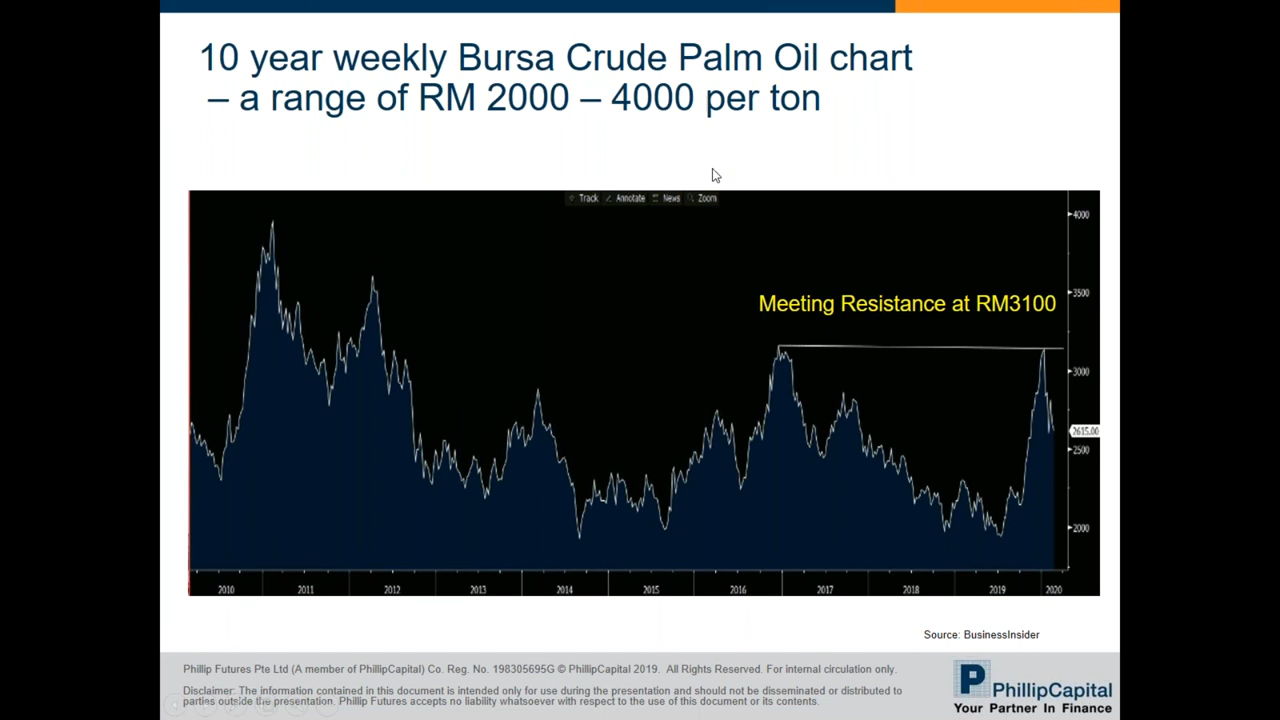 10 year weekly Bursa Crude Palm Oil chart
– a range of RM 2000 – 4000 per ton
Track Annotate News Zoom
4000
3500
Meeting Resistance at RM3100
3000
2615.00
2500
2000
2010 2011 2012 2013 2014 2015 2016 2017 2018 2019 2020
Source: BusinessInsider
Phillip Futures Pte Ltd (A member of PhillipCapital) Co. Reg. No. 198305695G © PhillipCapital 2019. All Rights Reserved. For internal circulation only.
Disclaimer: The information contained in this document is intended only for use during the presentation and should not be disseminated or distributed to
parties outside the presentation. Phillip Futures accepts no liability whatsoever with respect to the use of this document or its contents.
P
PhillipCapital
Your Partner In Finance